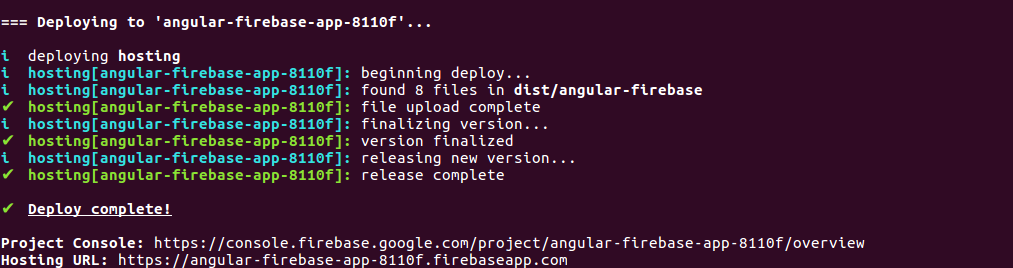 === Deploying to 'angular-firebase-app-8110f'...
i deploying hosting
i hosting[angular-firebase-app-8110f]: beginning deploy...
i hosting[angular-firebase-app-8110f]: found 8 files in dist/angular-firebase
✔ hosting[angular-firebase-app-8110f]: file upload complete
i hosting[angular-firebase-app-8110f]: finalizing version...
✔ hosting[angular-firebase-app-8110f]: version finalized
i hosting[angular-firebase-app-8110f]: releasing new version...
✔ hosting[angular-firebase-app-8110f]: release complete
✔ Deploy complete!
Project Console: https://console.firebase.google.com/project/angular-firebase-app-8110f/overview
Hosting URL: https://angular-firebase-app-8110f.firebaseapp.com